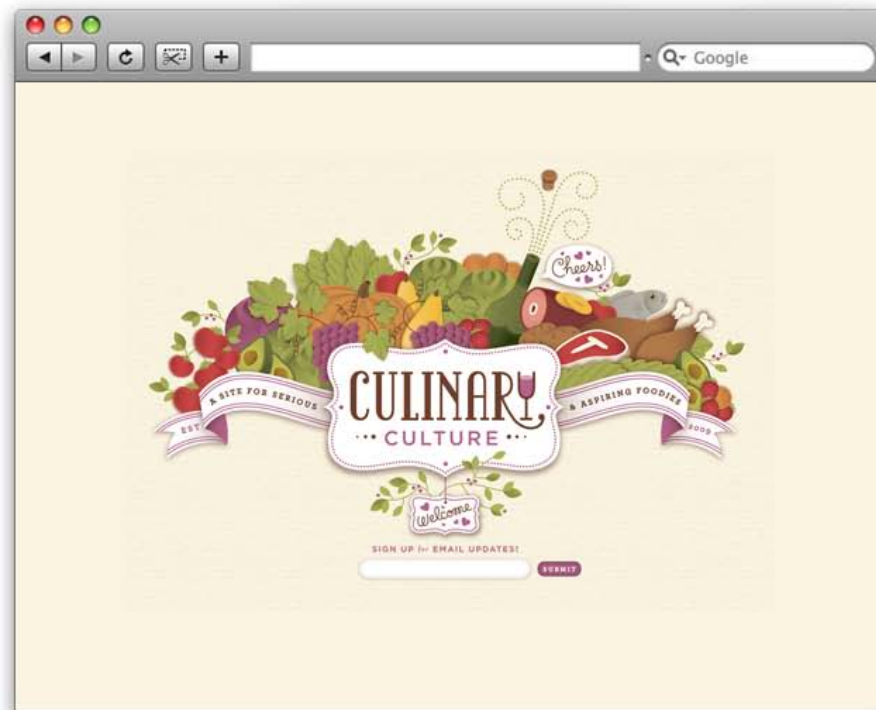 Google
Cheers!
CULINARY
CULTURE
A SITE FOR SERIOUS
& ASPIRING FOODIES
EST
2009
Welcome
SIGN UP for EMAIL UPDATES!
SUBMIT